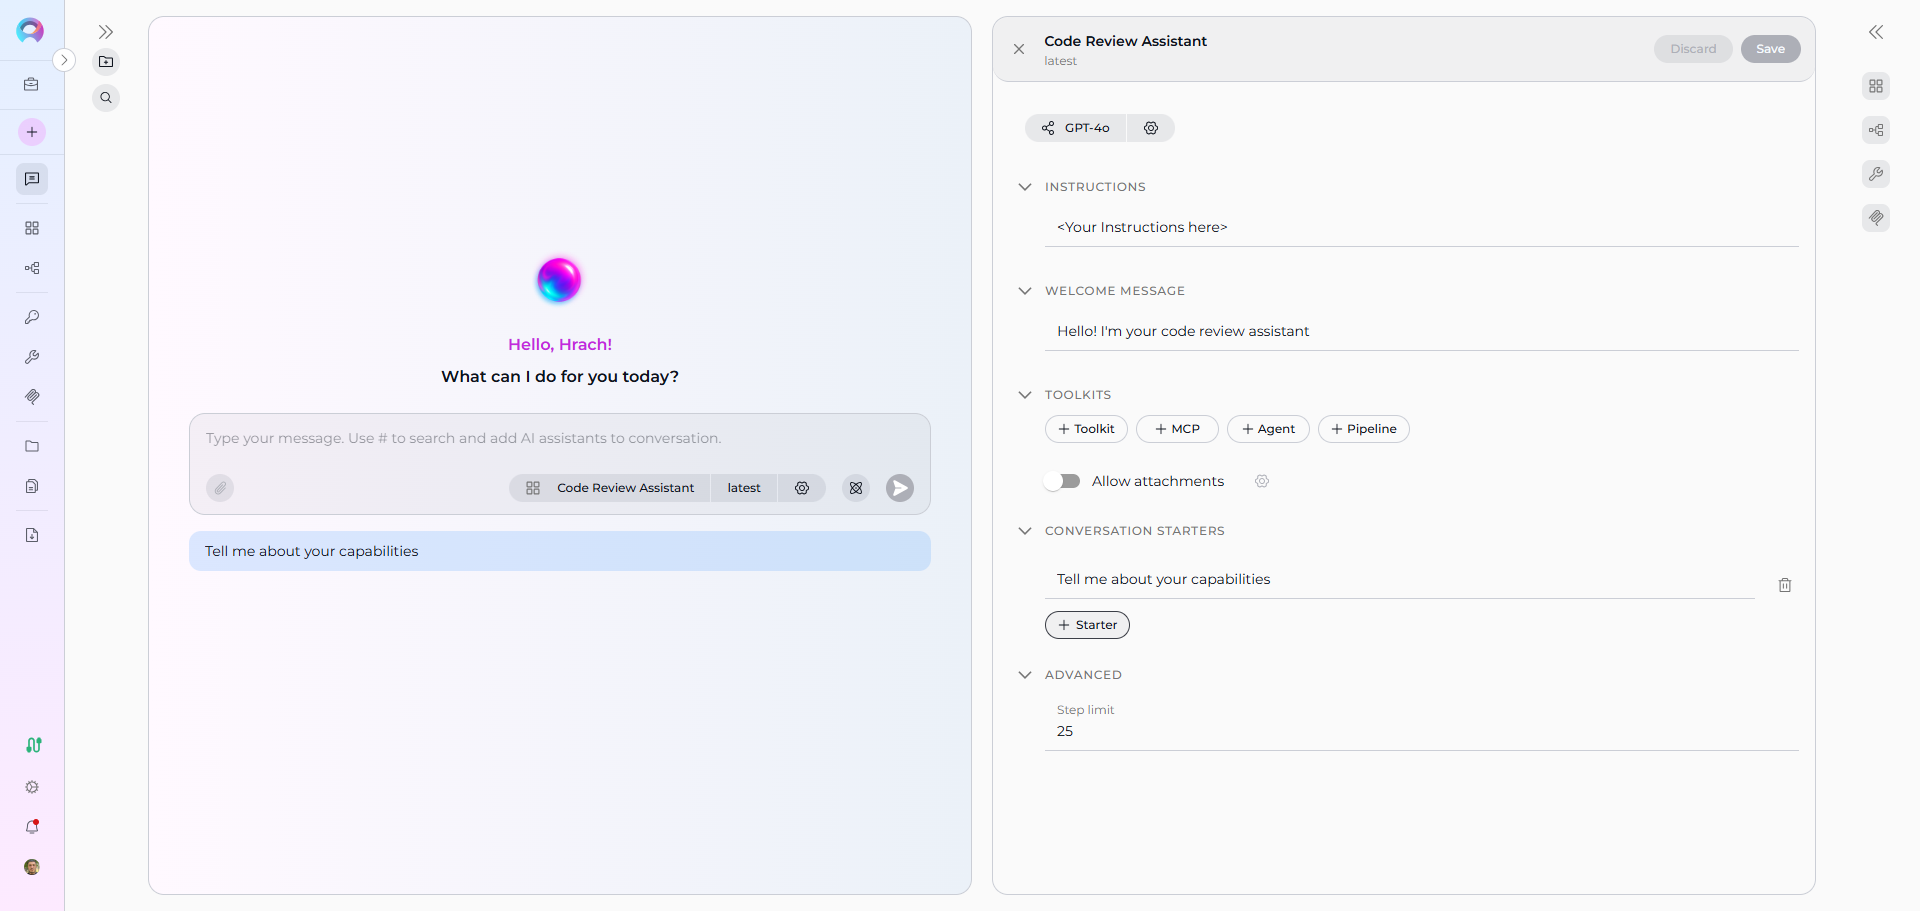 Hello, Hrach!
What can I do for you today?
Type your message. Use # to search and add AI assistants to conversation.
Code Review Assistant
latest
Tell me about your capabilities
Code Review Assistant
latest
Discard
Save
GPT-4o
INSTRUCTIONS
<Your Instructions here>
WELCOME MESSAGE
Hello! I'm your code review assistant
TOOLKITS
+ Toolkit
+ MCP
+ Agent
+ Pipeline
Allow attachments
CONVERSATION STARTERS
Tell me about your capabilities
+ Starter
ADVANCED
Step limit
25